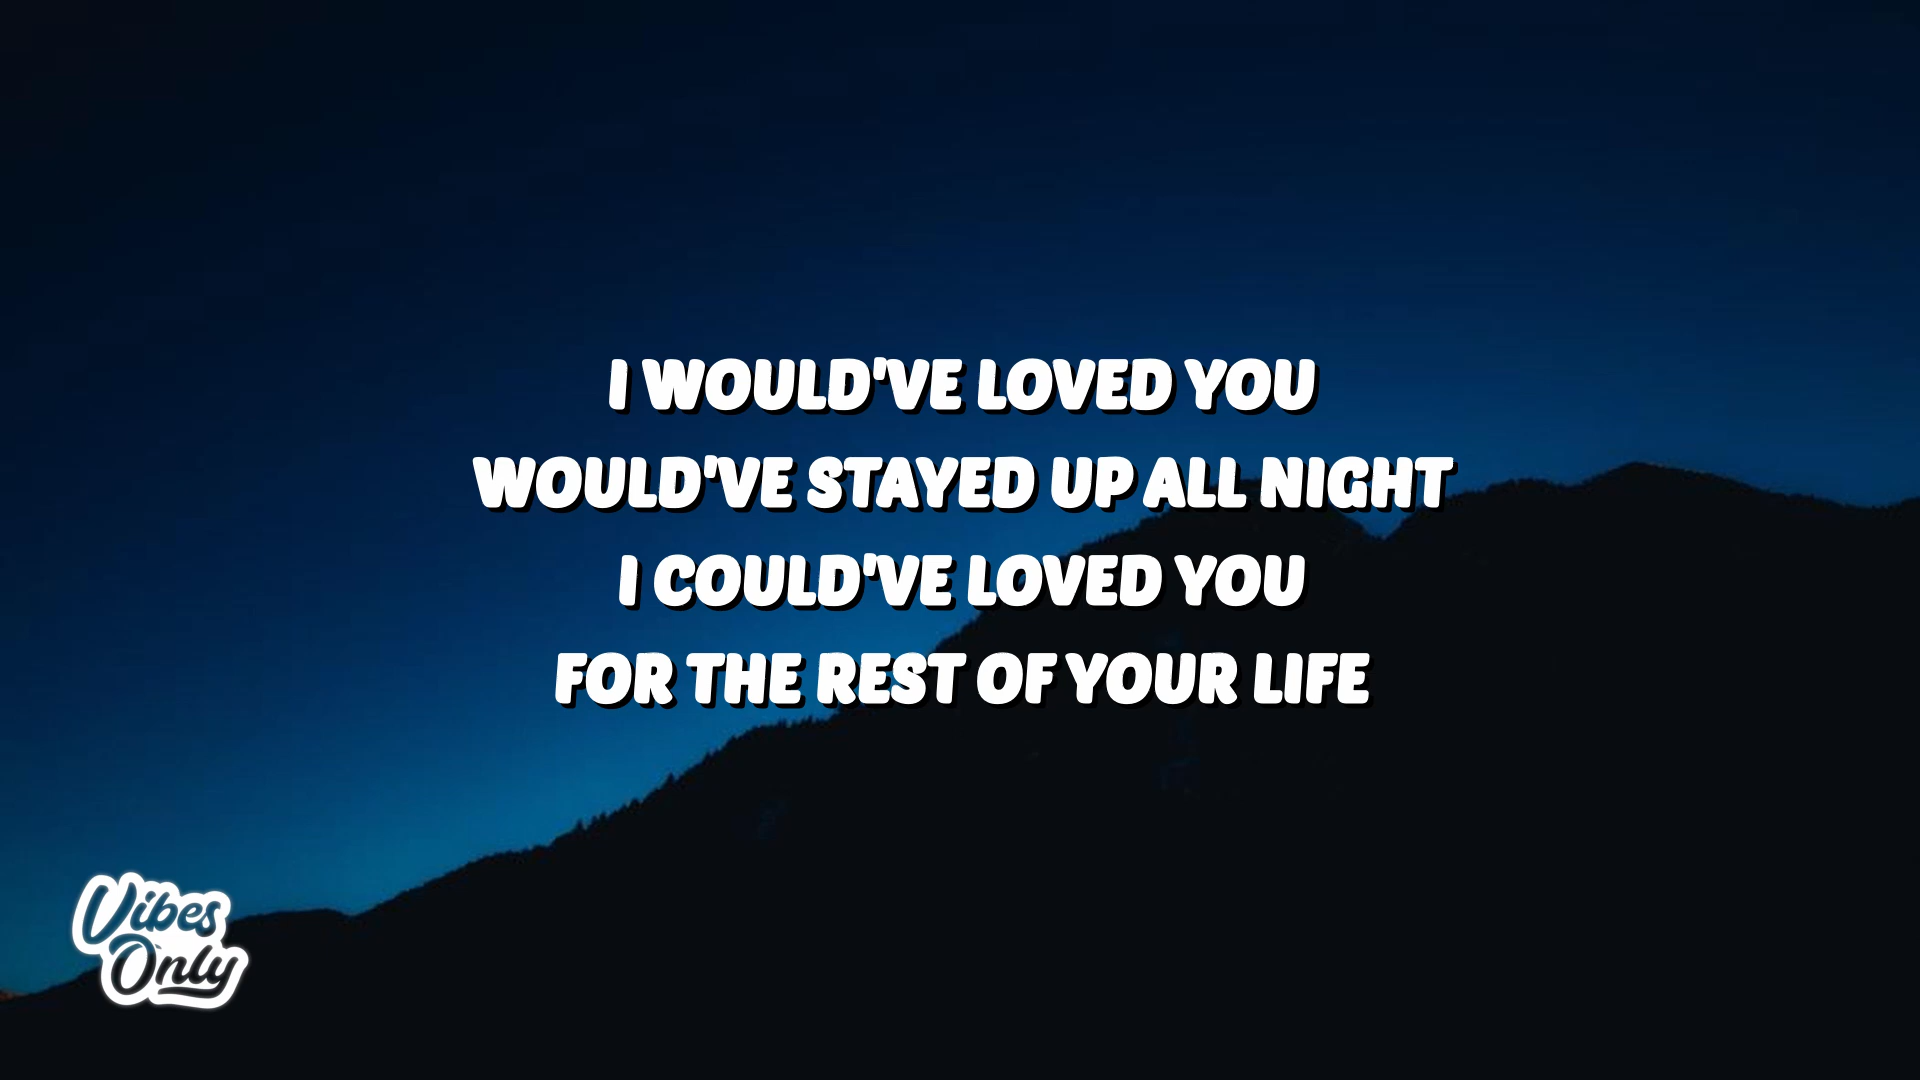 I WOULD'VE LOVED YOU
WOULD'VE STAYED UP ALL NIGHT
I COULD'VE LOVED YOU
FOR THE REST OF YOUR LIFE
Vibes
Only